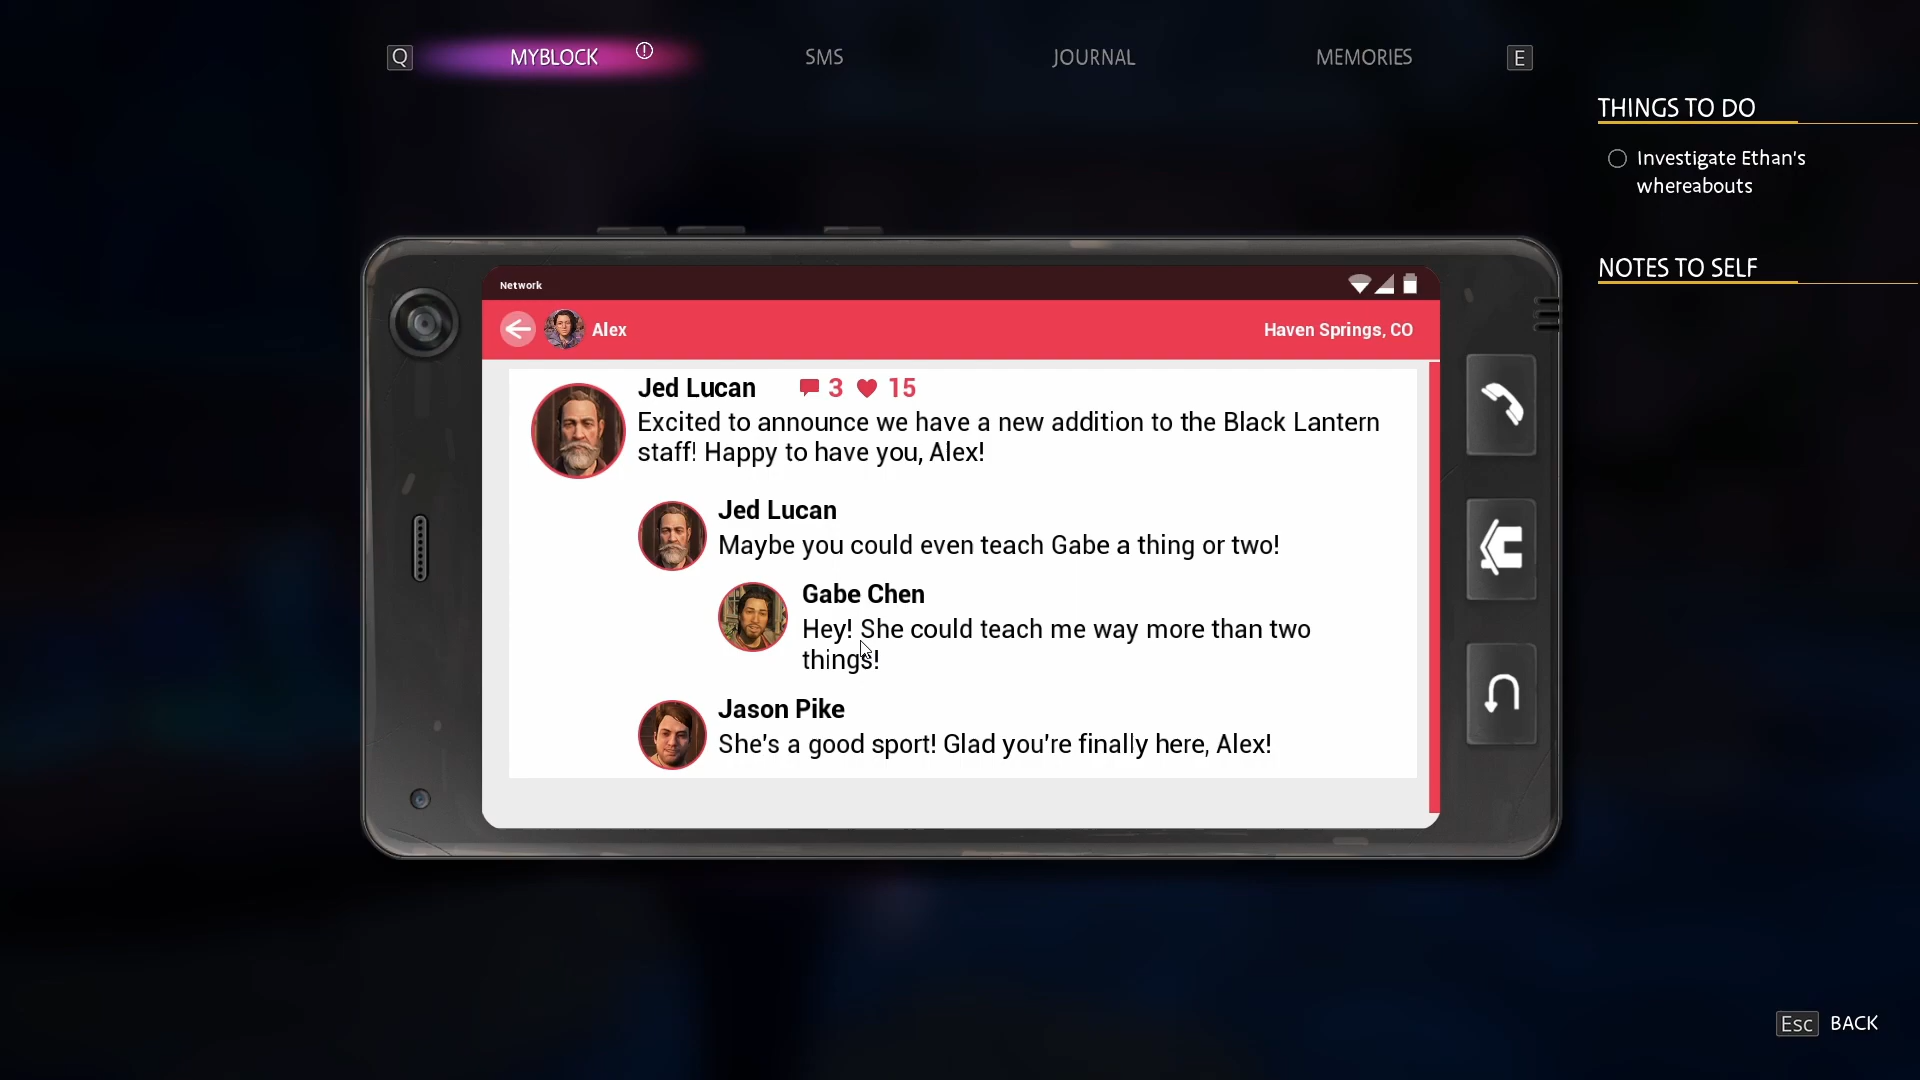 Q
MYBLOCK
SMS
JOURNAL
MEMORIES
E
THINGS TO DO
Investigate Ethan's
whereabouts
NOTES TO SELF
Network
Alex
Haven Springs, CO
Jed Lucan 3 15
Excited to announce we have a new addition to the Black Lantern
staff! Happy to have you, Alex!
Jed Lucan
Maybe you could even teach Gabe a thing or two!
Gabe Chen
Hey! She could teach me way more than two
things!
Jason Pike
She's a good sport! Glad you're finally here, Alex!
Esc BACK